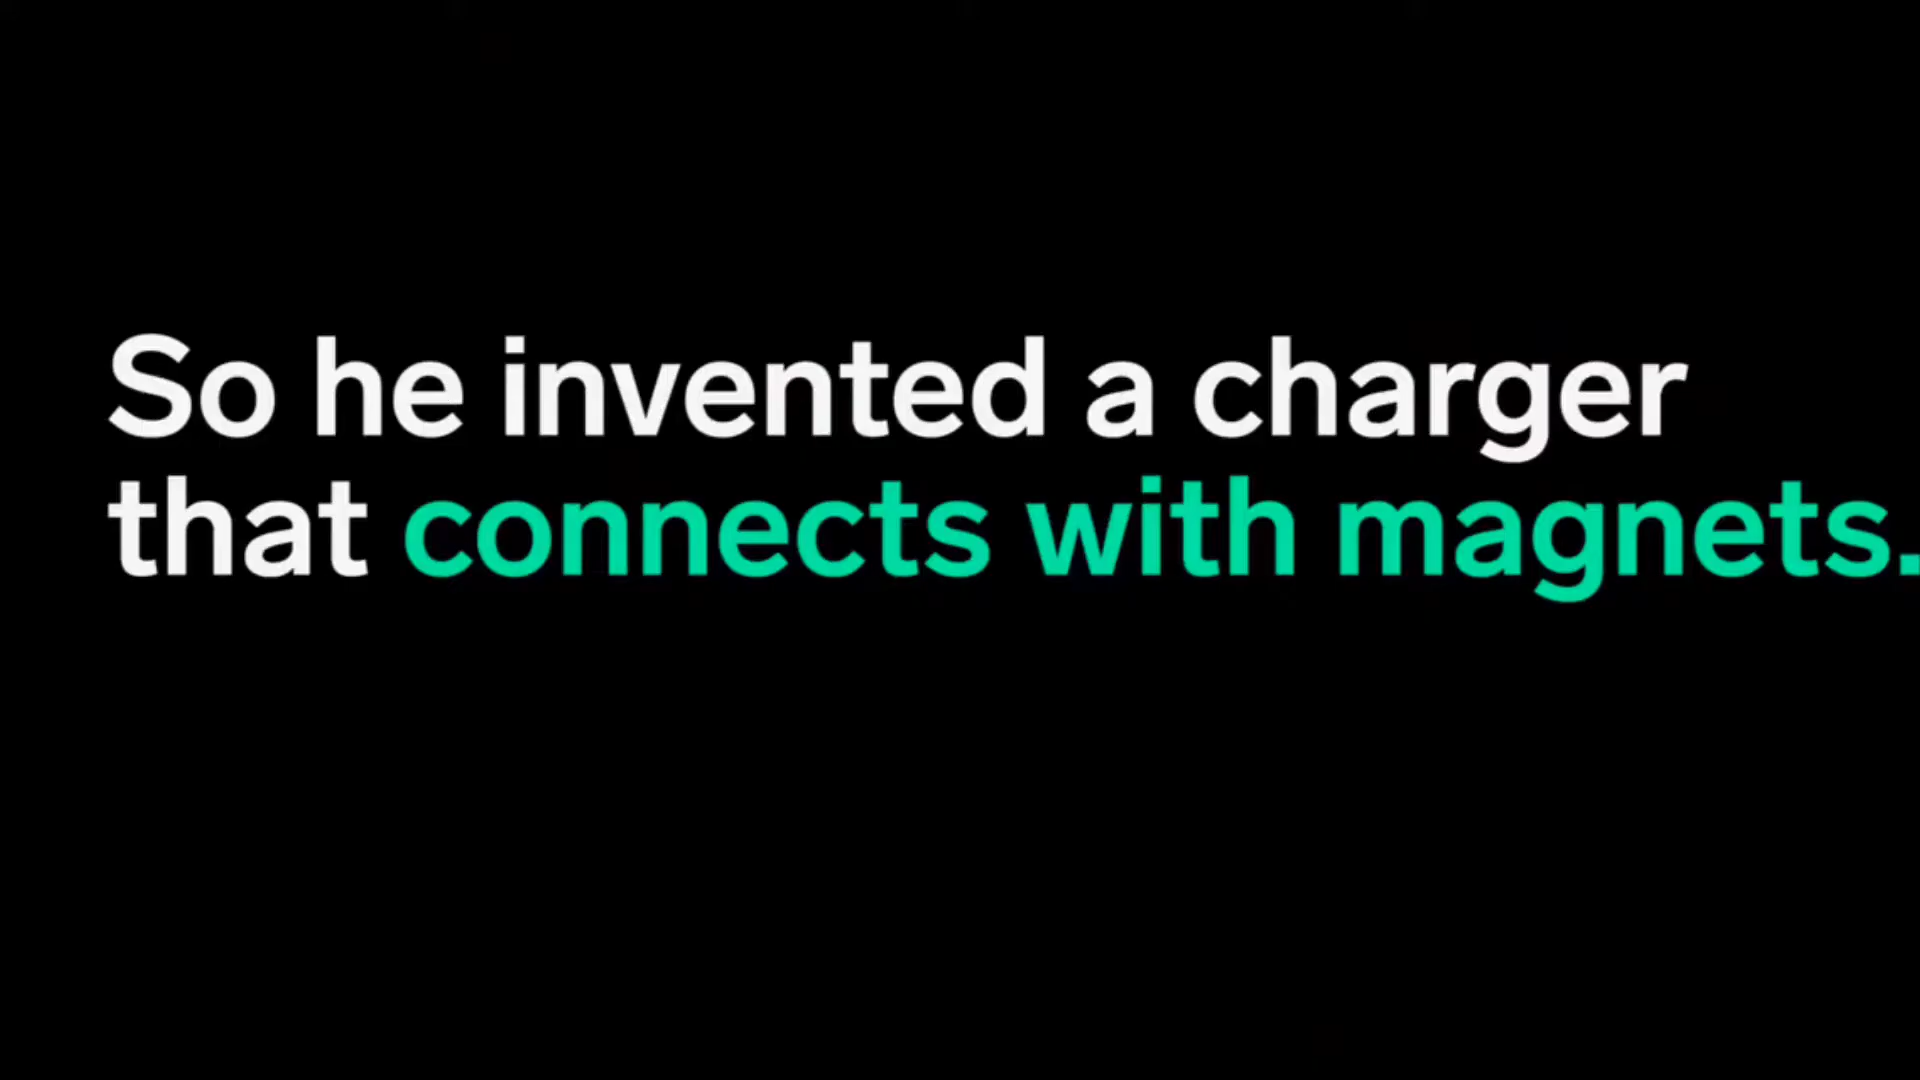 So he invented a charger
that connects with magnets.